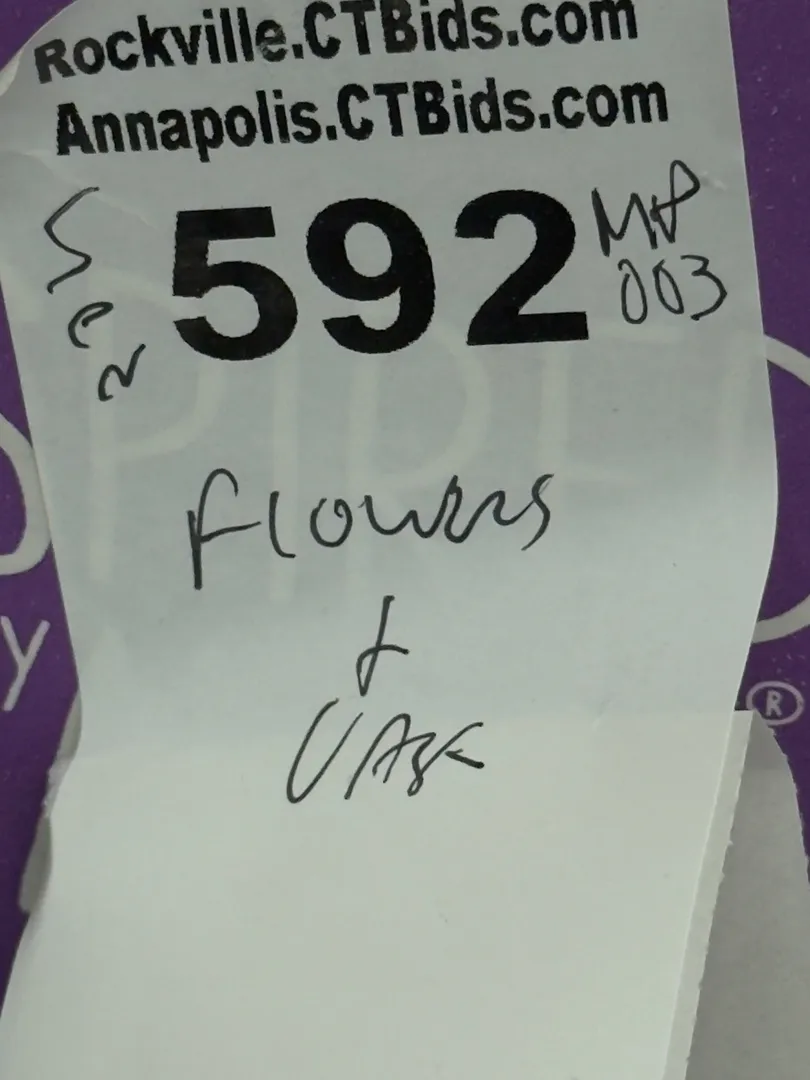 Rockville.CTBids.com
Annapolis.CTBids.com
592
003
Flowers
+
VASE
Y
®